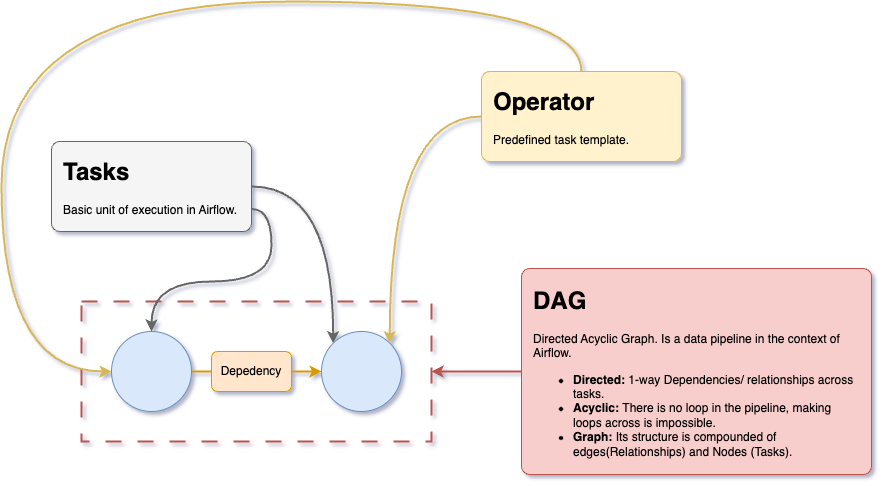 Operator
Predefined task template.
Tasks
Basic unit of execution in Airflow.
DAG
Directed Acyclic Graph. Is a data pipeline in the context of
Airflow.
• Directed: 1-way Dependencies/ relationships across
tasks.
• Acyclic: There is no loop in the pipeline, making
loops across is impossible.
• Graph: Its structure is compounded of
edges(Relationships) and Nodes (Tasks).
Depedency